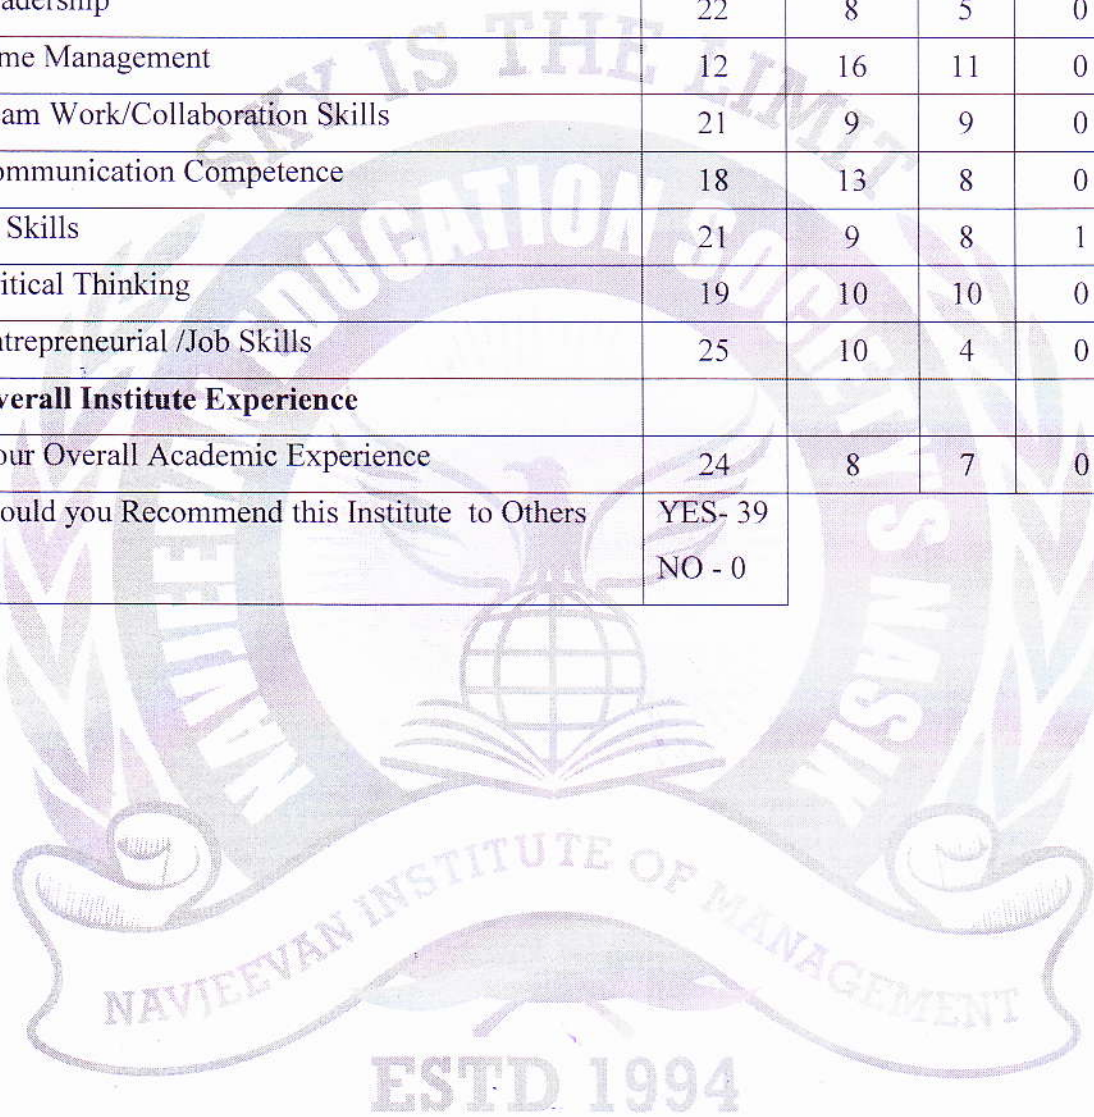 adership 22 8 5 0
me Management 12 16 11 0
am Work/Collaboration Skills 21 9 9 0
ommunication Competence 18 13 8 0
Skills 21 9 8 1
itical Thinking 19 10 10 0
ntrepreneurial /Job Skills 25 10 4 0
verall Institute Experience
our Overall Academic Experience 24 8 7 0
ould you Recommend this Institute to Others YES- 39
NO - 0
SKY IS THE LIMIT
NAVJEEVAN EDUCATION SOCIETY'S NASIK
NAVJEEVAN INSTITUTE OF MANAGEMENT
ESTD 1994